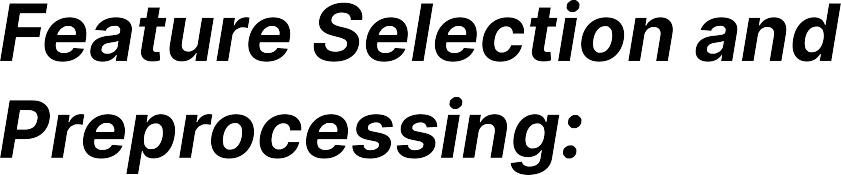 Feature Selection and
Preprocessing: